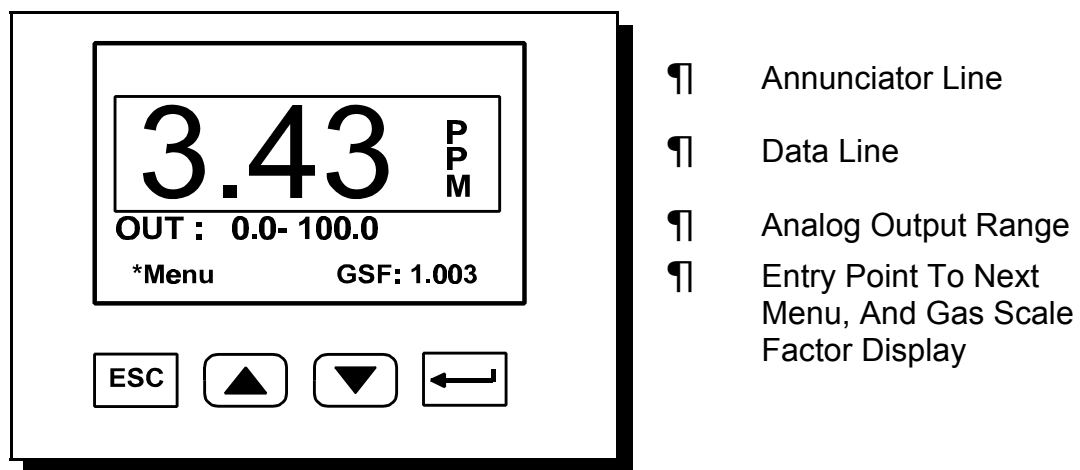 3.43 PPM
OUT : 0.0- 100.0
*Menu GSF: 1.003
ESC
¶ Annunciator Line
¶ Data Line
¶ Analog Output Range
¶ Entry Point To Next
Menu, And Gas Scale
Factor Display